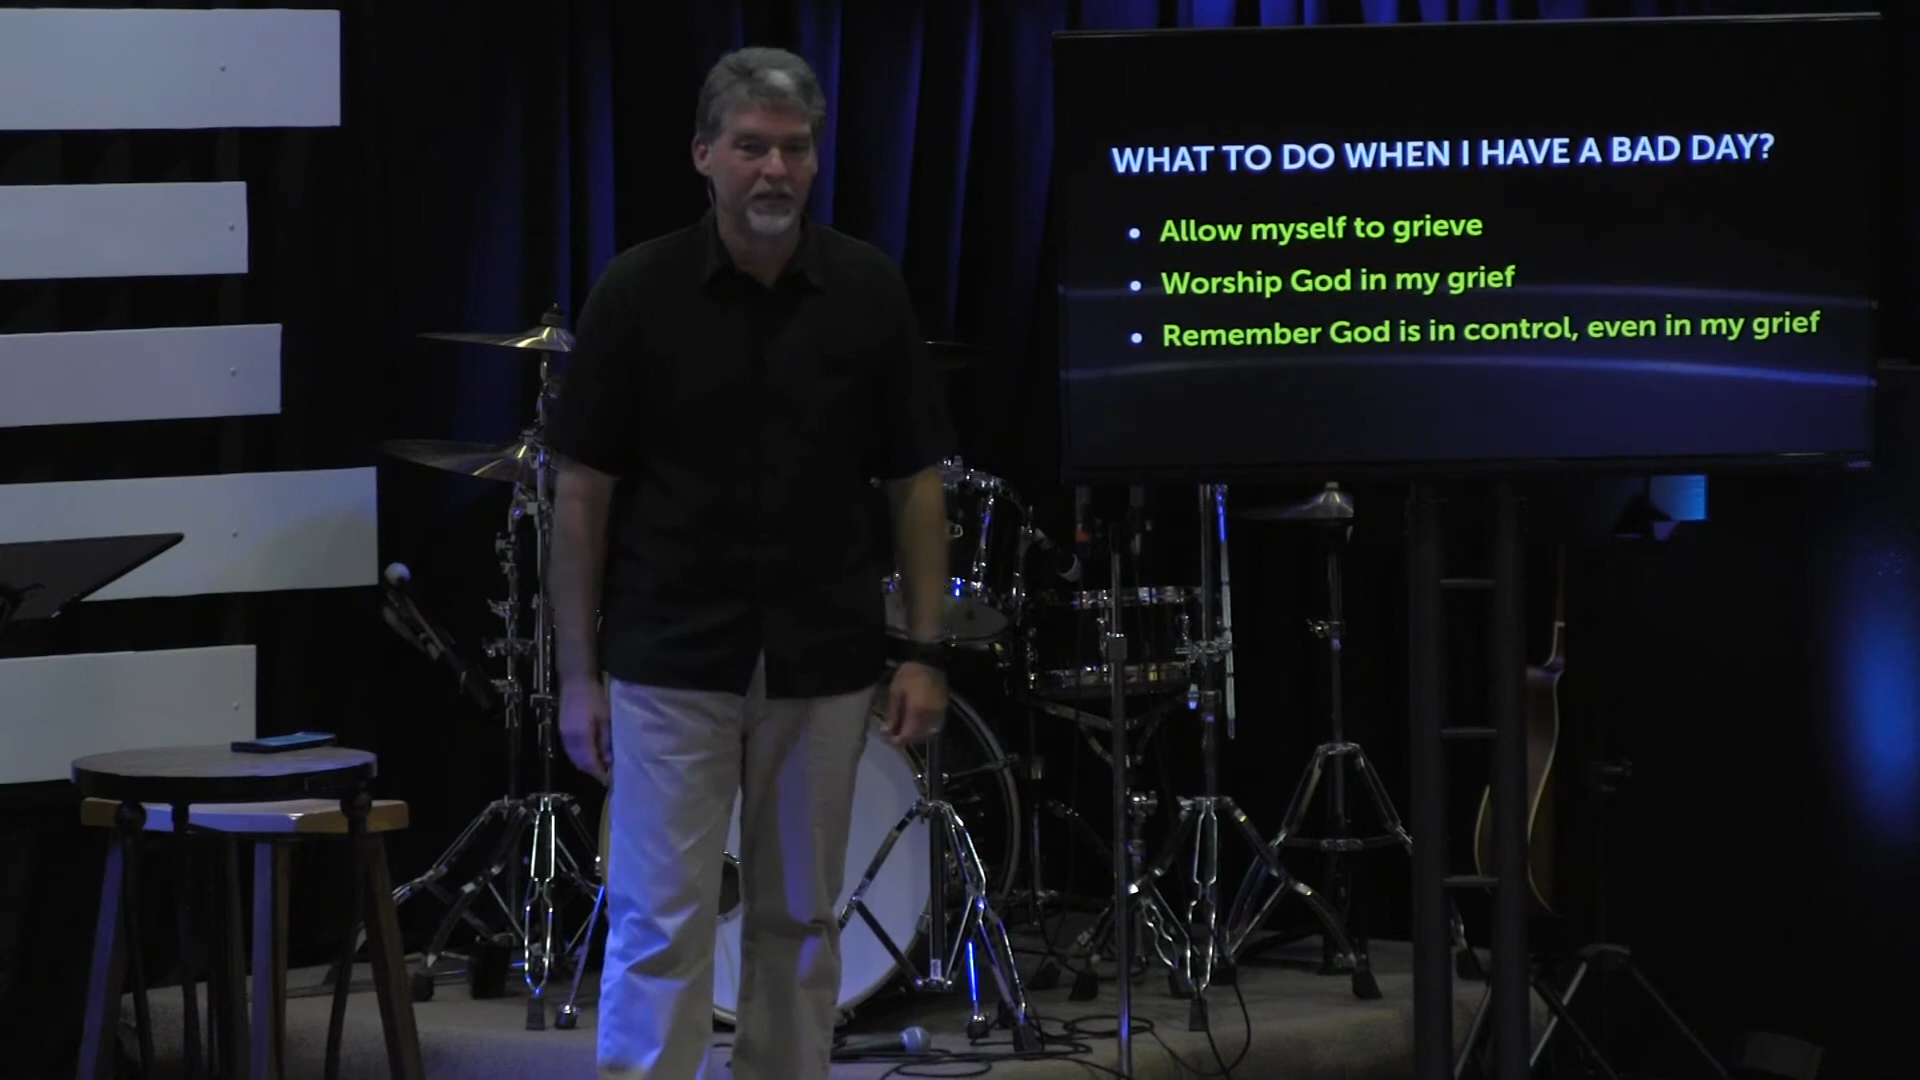 WHAT TO DO WHEN I HAVE A BAD DAY?
• Allow myself to grieve
• Worship God in my grief
• Remember God is in control, even in my grief